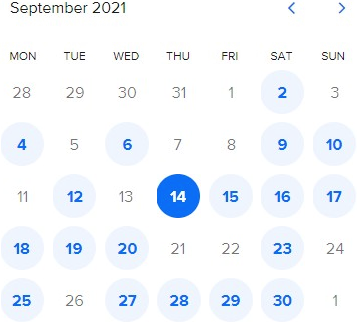 September 2021
MON TUE WED THU FRI SAT SUN
28 29 30 31 1 2 3
4 5 6 7 8 9 10
11 12 13 14 15 16 17
18 19 20 21 22 23 24
25 26 27 28 29 30 1